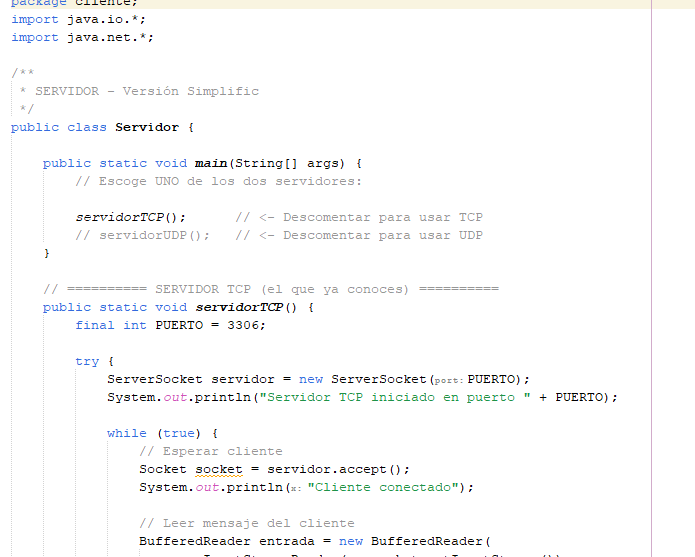 package cliente;
import java.io.*;
import java.net.*;
/**
* SERVIDOR - Versión Simplific
*/
public class Servidor {
public static void main(String[] args) {
// Escoge UNO de los dos servidores:
servidorTCP();      // <- Descomentar para usar TCP
// servidorUDP();   // <- Descomentar para usar UDP
}
// ========== SERVIDOR TCP (el que ya conoces) ==========
public static void servidorTCP() {
final int PUERTO = 3306;
try {
ServerSocket servidor = new ServerSocket(port: PUERTO);
System.out.println("Servidor TCP iniciado en puerto " + PUERTO);
while (true) {
// Esperar cliente
Socket socket = servidor.accept();
System.out.println(x: "Cliente conectado");
// Leer mensaje del cliente
BufferedReader entrada = new BufferedReader(